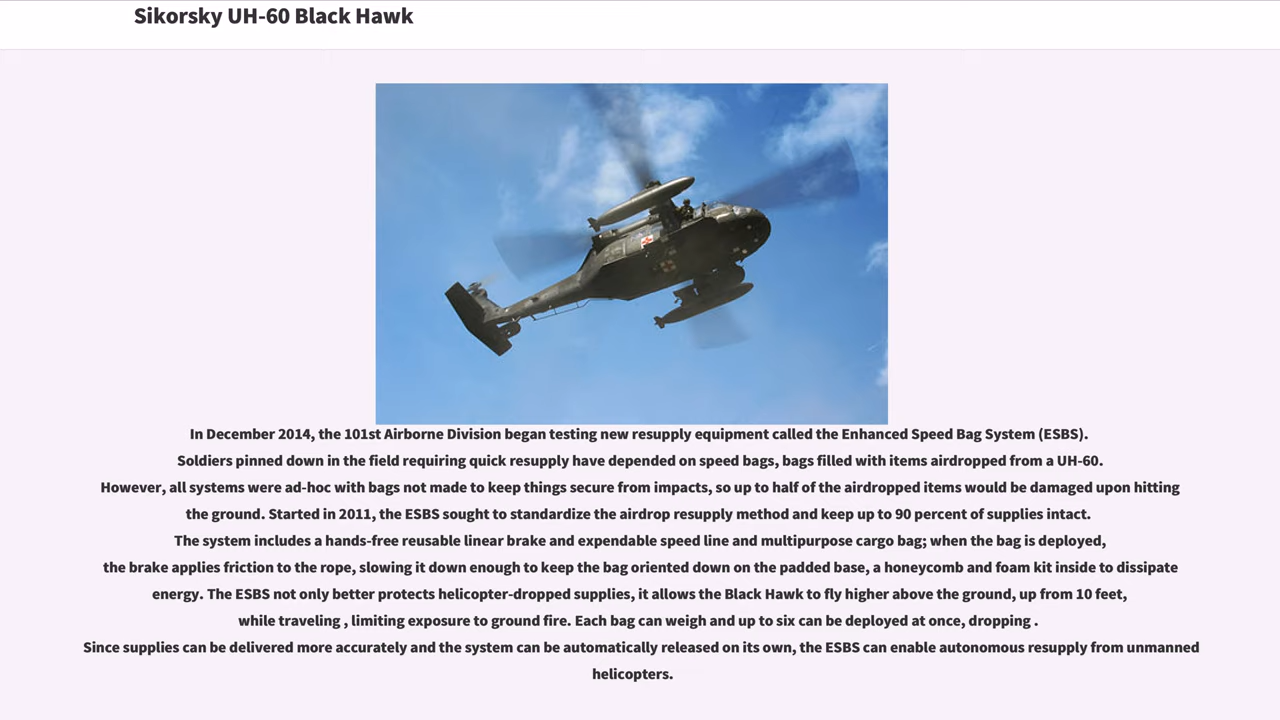 Sikorsky UH-60 Black Hawk
In December 2014, the 101st Airborne Division began testing new resupply equipment called the Enhanced Speed Bag System (ESBS).
Soldiers pinned down in the field requiring quick resupply have depended on speed bags, bags filled with items airdropped from a UH-60.
However, all systems were ad-hoc with bags not made to keep things secure from impacts, so up to half of the airdropped items would be damaged upon hitting
the ground. Started in 2011, the ESBS sought to standardize the airdrop resupply method and keep up to 90 percent of supplies intact.
The system includes a hands-free reusable linear brake and expendable speed line and multipurpose cargo bag; when the bag is deployed,
the brake applies friction to the rope, slowing it down enough to keep the bag oriented down on the padded base, a honeycomb and foam kit inside to dissipate
energy. The ESBS not only better protects helicopter-dropped supplies, it allows the Black Hawk to fly higher above the ground, up from 10 feet,
while traveling , limiting exposure to ground fire. Each bag can weigh and up to six can be deployed at once, dropping .
Since supplies can be delivered more accurately and the system can be automatically released on its own, the ESBS can enable autonomous resupply from unmanned
helicopters.